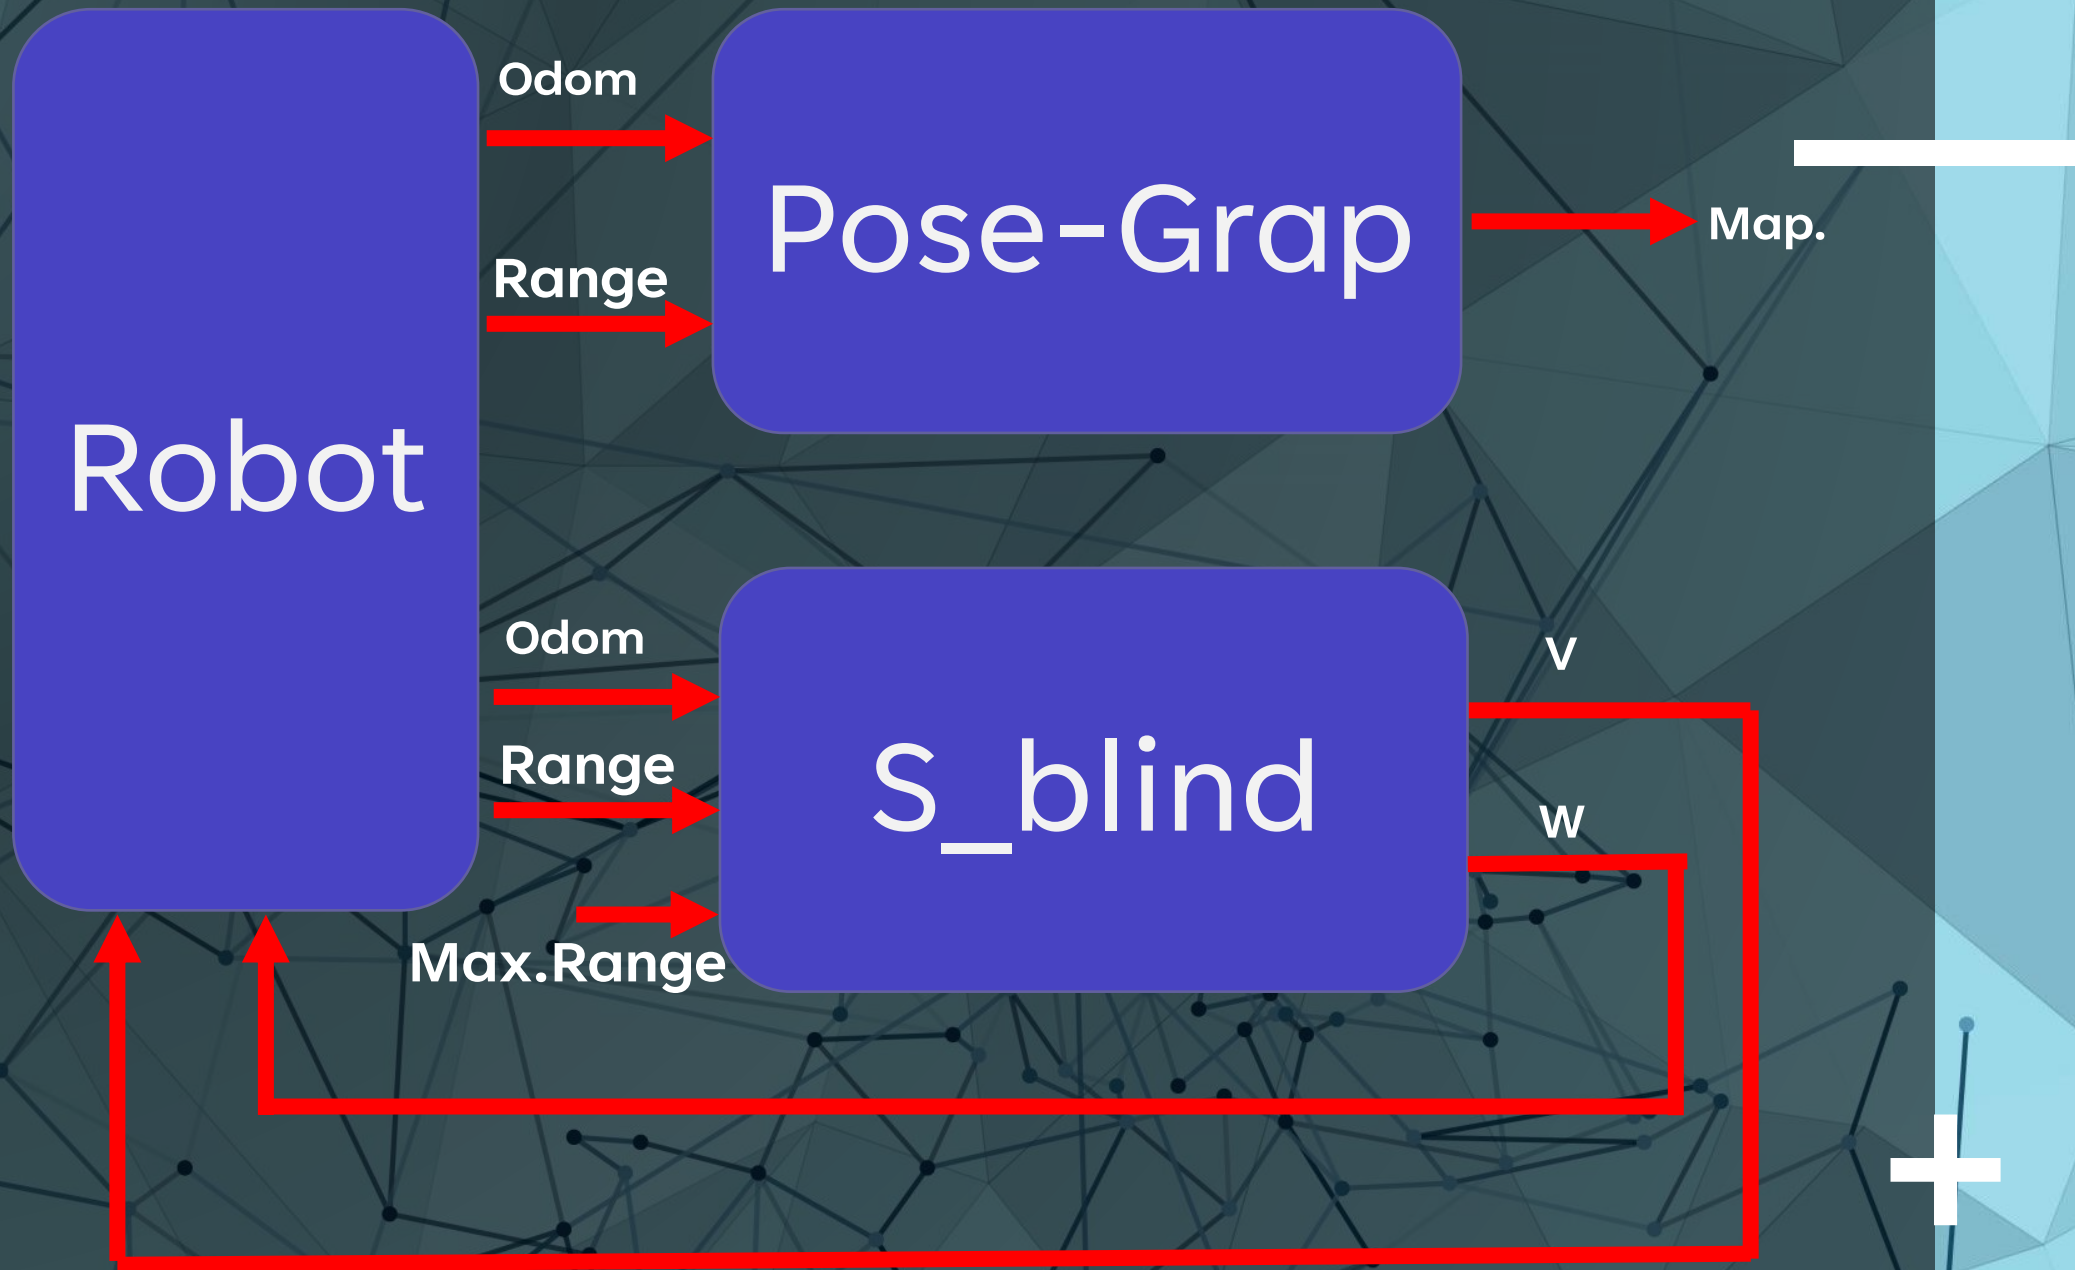 Odom
Range
Robot
Pose-Grap
Map.
Odom
Range
Max.Range
S_blind
V
W